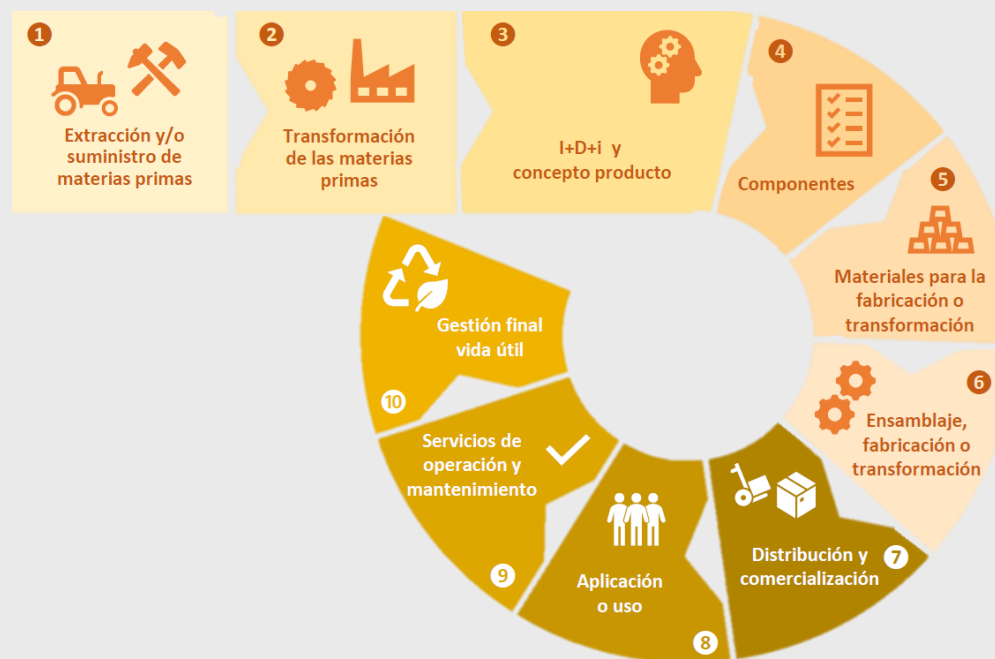 1
Extracción y/o
suministro de
materias primas
2
Transformación
de las materias
primas
3
I+D+i y
concepto producto
4
Componentes
5
Materiales para la
fabricación o
transformación
6
Ensamblaje,
fabricación o
transformación
7
Distribución y
comercialización
8
Aplicación
o uso
9
Servicios de
operación y
mantenimiento
10
Gestión final
vida útil